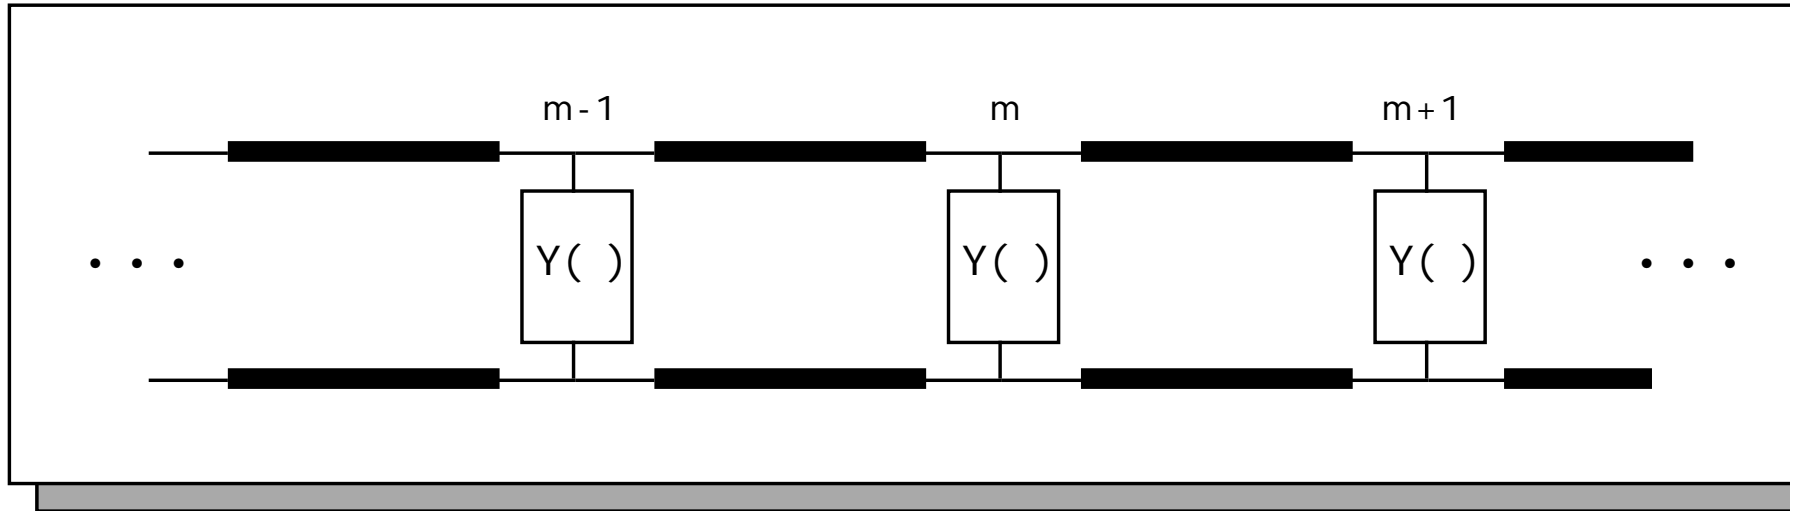 m-1 m m+1
Y( ) Y( ) Y( )
. . . . . .